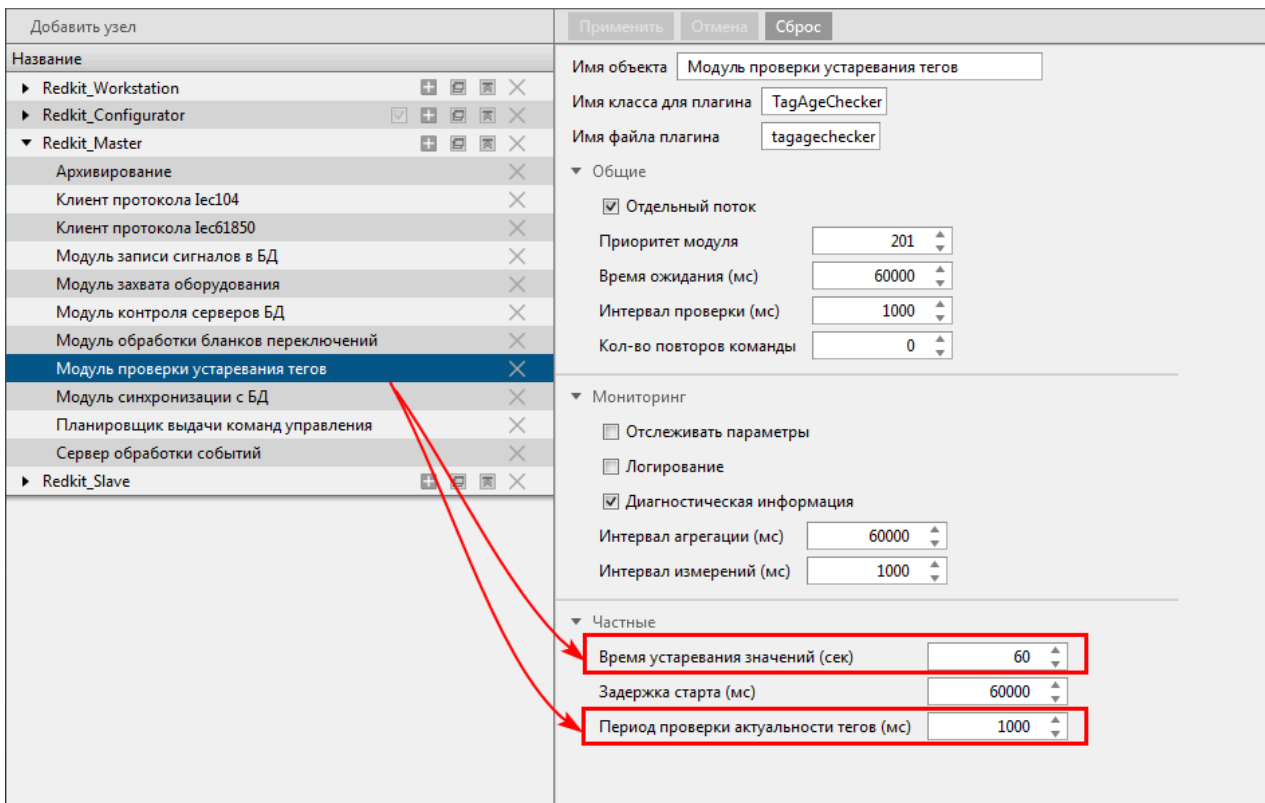 Добавить узел
Название
Redkit_Workstation
Redkit_Configurator
Redkit_Master
Архивирование
Клиент протокола Iec104
Клиент протокола Iec61850
Модуль записи сигналов в БД
Модуль захвата оборудования
Модуль контроля серверов БД
Модуль обработки бланков переключений
Модуль проверки устаревания тегов
Модуль синхронизации с БД
Планировщик выдачи команд управления
Сервер обработки событий
Redkit_Slave
Применить Отмена Сброс
Имя объекта Модуль проверки устаревания тегов
Имя класса для плагина TagAgeChecker
Имя файла плагина tagagechecker
Общие
Отдельный поток
Приоритет модуля 201
Время ожидания (мс) 60000
Интервал проверки (мс) 1000
Кол-во повторов команды 0
Мониторинг
Отслеживать параметры
Логирование
Диагностическая информация
Интервал агрегации (мс) 60000
Интервал измерений (мс) 1000
Частные
Время устаревания значений (сек) 60
Задержка старта (мс) 60000
Период проверки актуальности тегов (мс) 1000